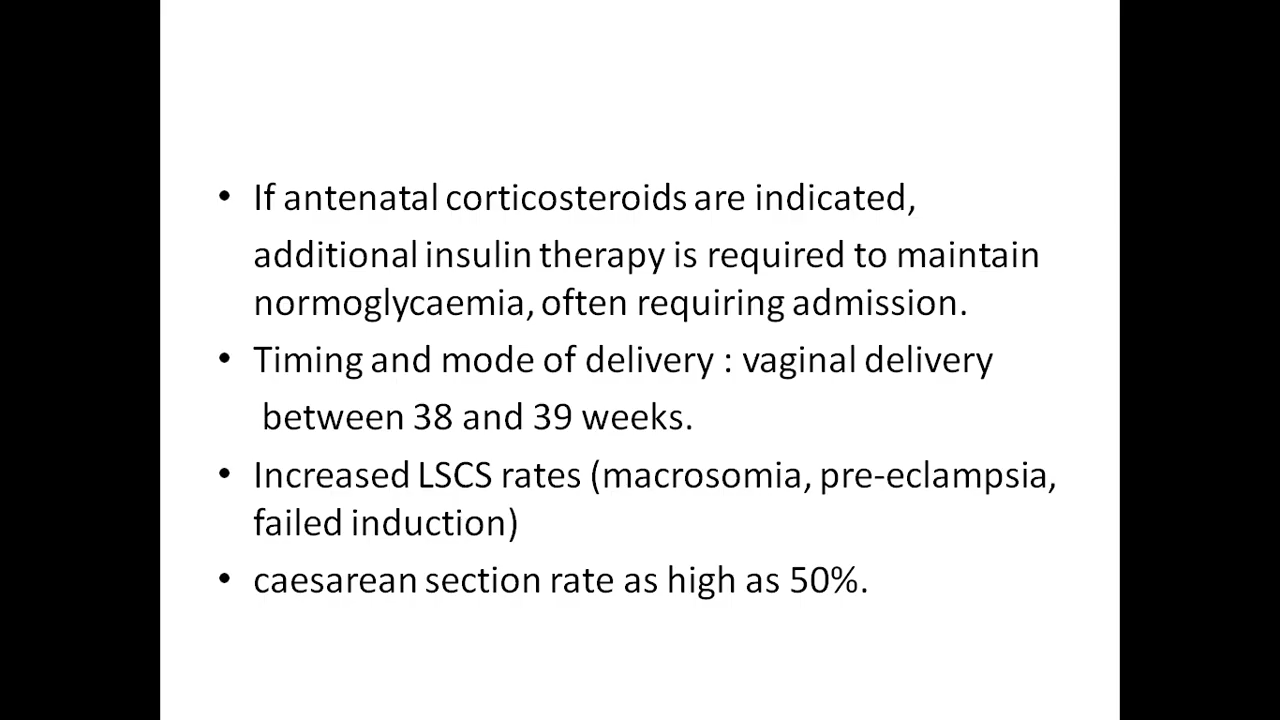 • If antenatal corticosteroids are indicated,
additional insulin therapy is required to maintain
normoglycaemia, often requiring admission.
• Timing and mode of delivery : vaginal delivery
between 38 and 39 weeks.
• Increased LSCS rates (macrosomia, pre-eclampsia,
failed induction)
• caesarean section rate as high as 50%.